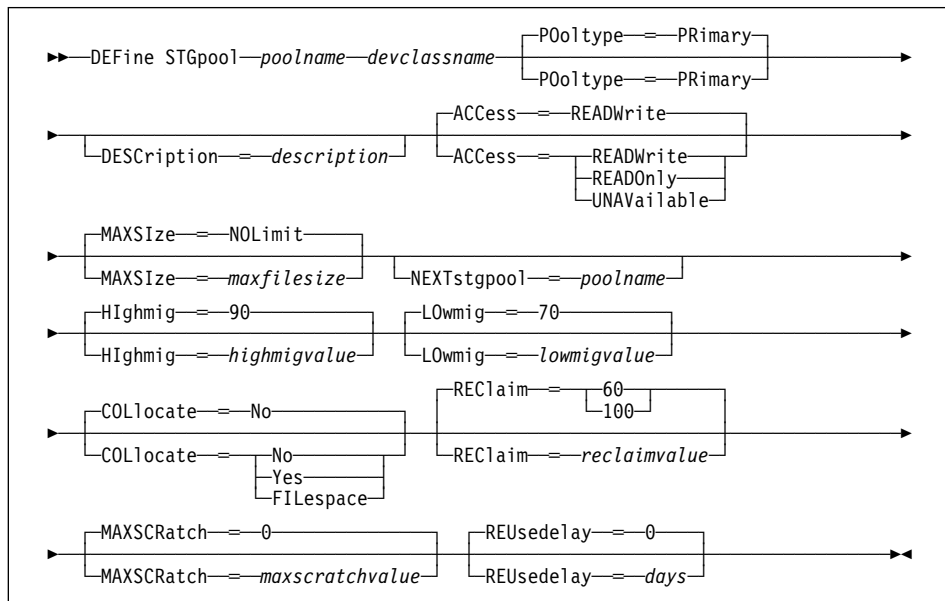 POoltype = PRimary
DEFine STGpool poolname devclassname
POoltype = PRimary
ACCess = READWrite
DESCription = description
ACCess = READWrite
READOnly
UNAVailable
MAXSIze = NOLimit
MAXSIze = maxfilesize
NEXTstgpool = poolname
HIghmig = 90
LOwmig = 70
HIghmig = highmigvalue
LOwmig = lowmigvalue
COLlocate = No
REClaim = 60
100
COLlocate = No
Yes
FILespace
REClaim = reclaimvalue
MAXSCRatch = 0
REUsedelay = 0
MAXSCRatch = maxscratchvalue
REUsedelay = days